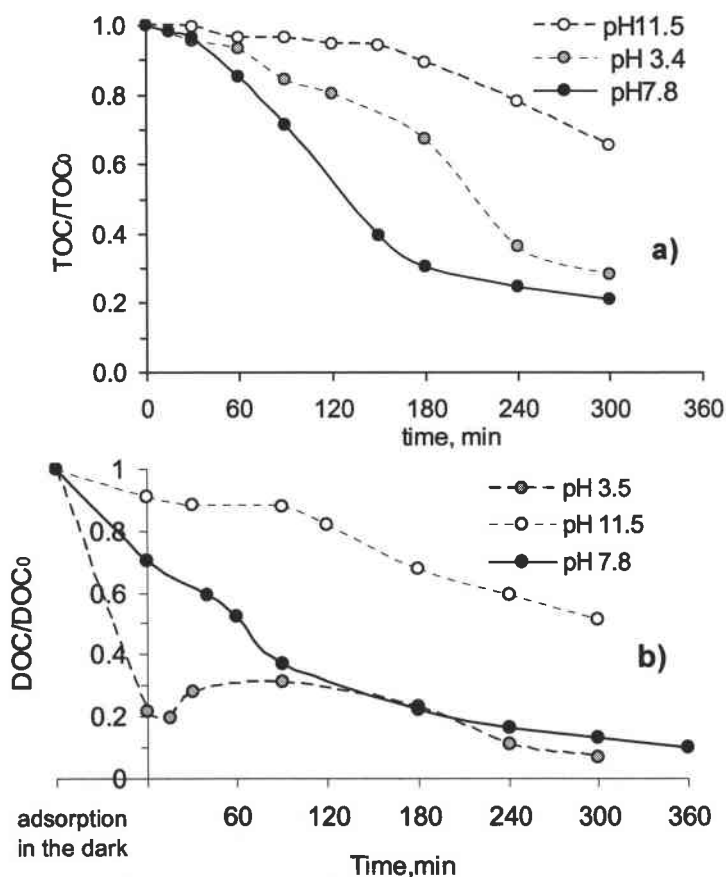 1.0
0.8
0.6
0.4
0.2
0.0
TOC/TOC₀
pH11.5
pH 3.4
pH7.8
a)
0 60 120 180 240 300 360
time, min
1
0.8
0.6
0.4
0.2
0
DOC/DOC₀
pH 3.5
pH 11.5
pH 7.8
b)
60 120 180 240 300 360
adsorption
in the dark
Time,min